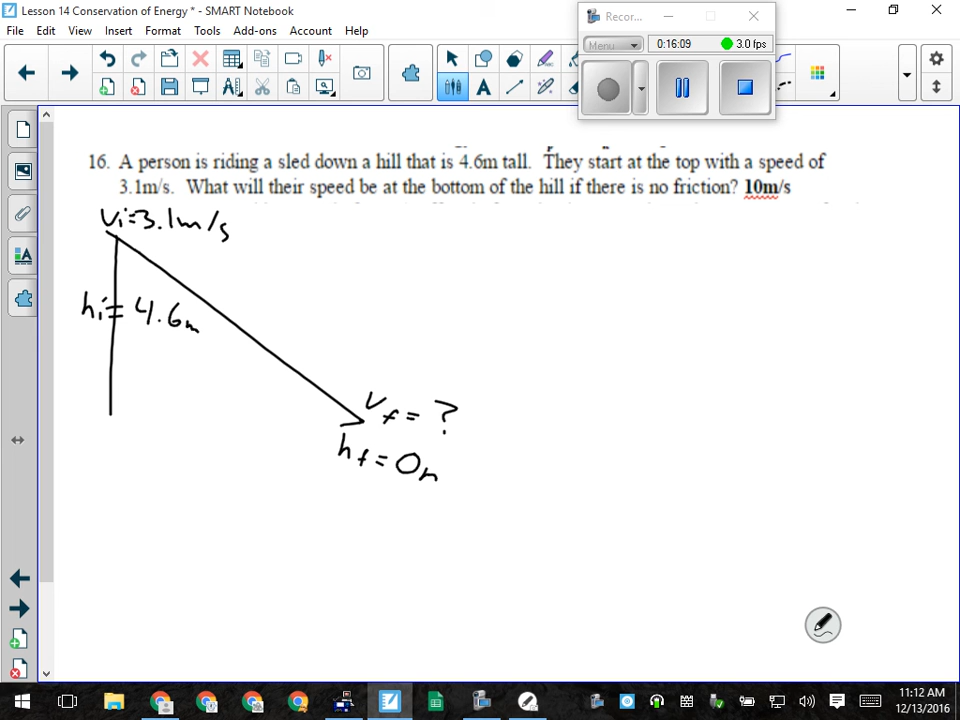 Lesson 14 Conservation of Energy * - SMART Notebook
Recor...
File Edit View Insert Format Tools Add-ons Account Help
Menu 0:16:09 3.0 fps
16. A person is riding a sled down a hill that is 4.6m tall. They start at the top with a speed of
3.1m/s. What will their speed be at the bottom of the hill if there is no friction? 10m/s
vi=3.1m/s
hi= 4.6m
vf= ?
hf=0m
11:12 AM
12/13/2016